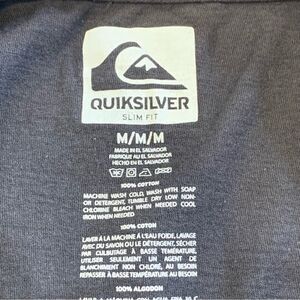 QUIKSILVER
SLIM FIT
M/M/M
MADE IN EL SALVADOR
FABRIQUE AU EL SALVADOR
HECHO EN EL SALVADOR
100% COTTON
MACHINE WASH COLD, WASH WITH SOAP
OR DETERGENT, TUMBLE DRY LOW NON-
CHLORINE BLEACH WHEN NEEDED COOL
IRON WHEN NEEDED.
100% COTON
LAVER À LA MACHINE À L'EAU FOIDE, LAVAGE
AVEC DU SAVON OU LE DÉTERGENT, SÉCHER
PAR CULBUTAGE À BASSE TEMPÉRATURE.
UTILISER SEULEMENT UN AGENT DE
BLANCHIMENT NON CHLORÉ, AU BESOIN
REPASSER À BASSE TEMPÉRATURE AU BESOIN.
100% ALGODON